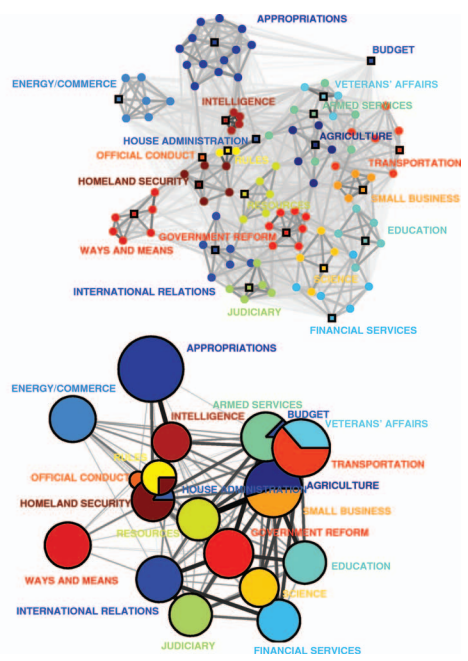 APPROPRIATIONS
BUDGET
ENERGY/COMMERCE
VETERANS' AFFAIRS
INTELLIGENCE
ARMED SERVICES
HOUSE ADMINISTRATION
AGRICULTURE
OFFICIAL CONDUCT
RULES
TRANSPORTATION
HOMELAND SECURITY
RESOURCES
SMALL BUSINESS
GOVERNMENT REFORM
EDUCATION
WAYS AND MEANS
SCIENCE
INTERNATIONAL RELATIONS
JUDICIARY
FINANCIAL SERVICES
APPROPRIATIONS
ENERGY/COMMERCE
ARMED SERVICES
INTELLIGENCE
BUDGET
VETERANS' AFFAIRS
RULES
TRANSPORTATION
OFFICIAL CONDUCT
HOUSE ADMINISTRATION
AGRICULTURE
HOMELAND SECURITY
SMALL BUSINESS
RESOURCES
GOVERNMENT REFORM
EDUCATION
WAYS AND MEANS
SCIENCE
INTERNATIONAL RELATIONS
JUDICIARY
FINANCIAL SERVICES